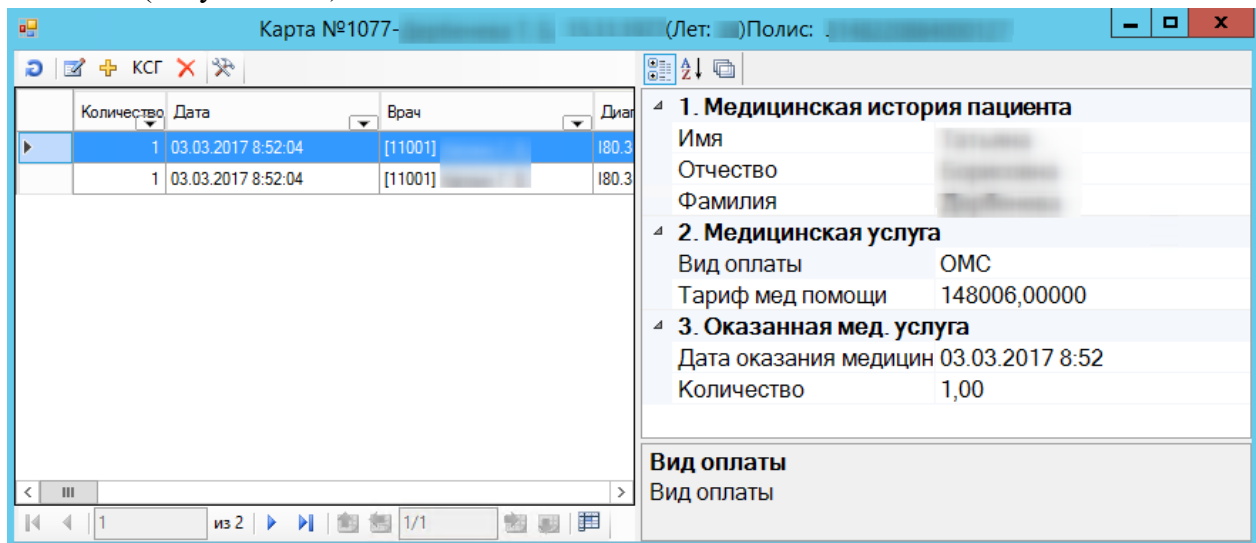 Карта №1077- (Лет: )Полис:
КСГ
Количество Дата Врач Диаг
1 03.03.2017 8:52:04 [11001] I80.3
1 03.03.2017 8:52:04 [11001] I80.3
из 2
1
1/1
1. Медицинская история пациента
Имя
Отчество
Фамилия
2. Медицинская услуга
Вид оплаты ОМС
Тариф мед помощи 148006,00000
3. Оказанная мед. услуга
Дата оказания медицин 03.03.2017 8:52
Количество 1,00
Вид оплаты
Вид оплаты